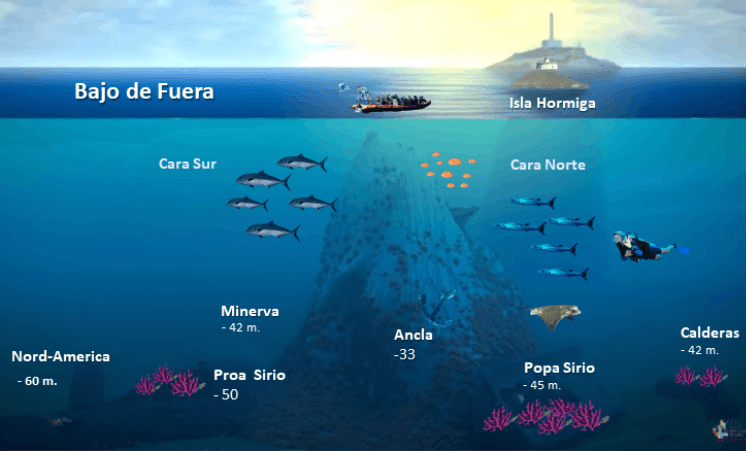 Bajo de Fuera
Isla Hormiga
Cara Sur
Cara Norte
Minerva
- 42 m.
Ancla
-33
Calderas
- 42 m.
Nord-America
- 60 m.
Proa Sirio
- 50
Popa Sirio
- 45 m.